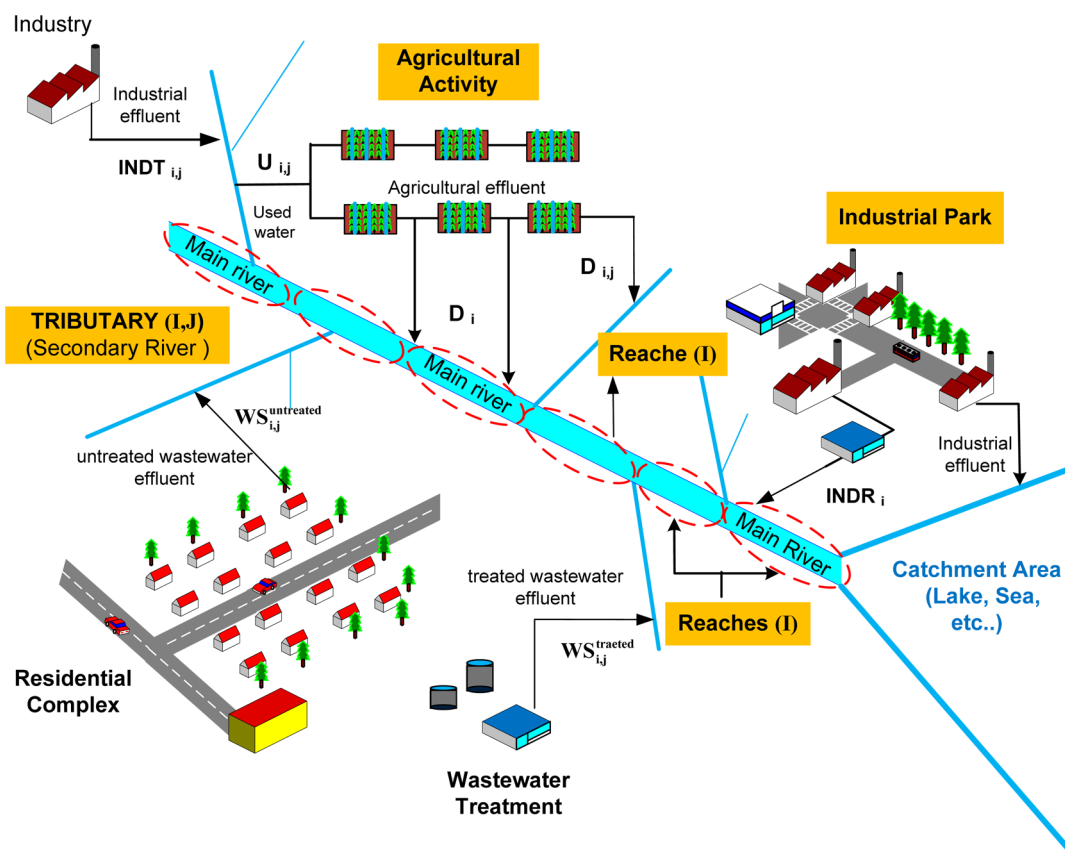 Industry
Industrial
effluent
INDT i,j
Agricultural
Activity
U i,j
Agricultural effluent
Used
water
Industrial Park
D i,j
D i
Main river
TRIBUTARY (I,J)
(Secondary River )
Reache (I)
Main river
WS i,j untreated
untreated wastewater
effluent
Industrial
effluent
INDR i
Main River
treated wastewater
effluent
Catchment Area
(Lake, Sea,
etc..)
Reaches (I)
WS i,j traeted
Residential
Complex
Wastewater
Treatment